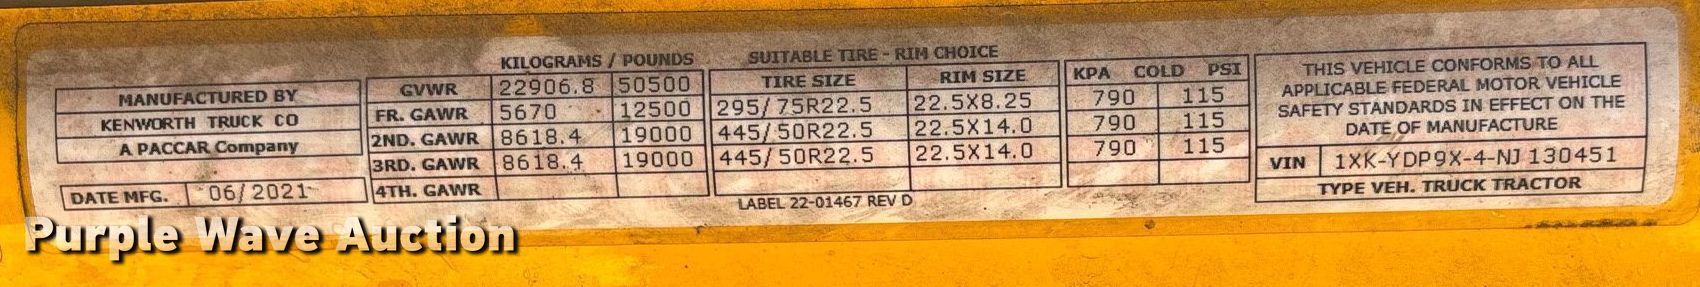 MANUFACTURED BY
KENWORTH TRUCK CO
A PACCAR Company
DATE MFG. 06/2021
KILOGRAMS / POUNDS
GVWR 22906.8 50500
FR. GAWR 5670 12500
2ND. GAWR 8618.4 19000
3RD. GAWR 8618.4 19000
4TH. GAWR
SUITABLE TIRE - RIM CHOICE
TIRE SIZE RIM SIZE
295/75R22.5 22.5X8.25
445/50R22.5 22.5X14.0
445/50R22.5 22.5X14.0
LABEL 22-01467 REV D
KPA COLD PSI
790 115
790 115
790 115
THIS VEHICLE CONFORMS TO ALL
APPLICABLE FEDERAL MOTOR VEHICLE
SAFETY STANDARDS IN EFFECT ON THE
DATE OF MANUFACTURE
VIN 1XK-YDP9X-4-NJ 130451
TYPE VEH. TRUCK TRACTOR
Purple Wave Auction